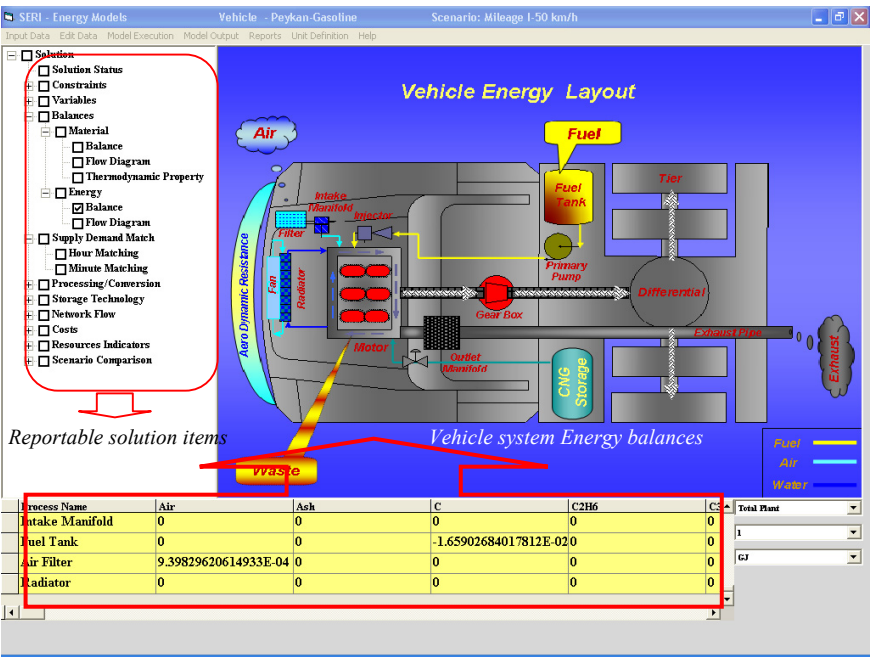 SERI - Energy Models Vehicle - Peykan-Gasoline Scenario: Mileage I-50 km/h
Input Data Edit Data Model Execution Model Output Reports Unit Definition Help
Solution
Solution Status
Constraints
Variables
Balances
Material
Balance
Flow Diagram
Thermodynamic Property
Energy
Balance
Flow Diagram
Supply Demand Match
Hour Matching
Minute Matching
Processing/Conversion
Storage Technology
Network Flow
Costs
Resources Indicators
Scenario Comparison
Reportable solution items
Vehicle Energy Layout
Air
Fuel
Fuel
Tank
Tier
Intake
Manifold
Injector
Filter
Aero Dynamic Resistance
Fan
Radiator
Primary
Pump
Gear Box
Differential
Motor
Outlet
Manifold
CNG
Storage
Exhaust Pipe
Exhaust
Waste
Vehicle system Energy balances
Fuel
Air
Water
Process Name Air Ash C C2H6 C3
Intake Manifold 0 0 0 0 0
Fuel Tank 0 0 -1.65902684017812E-02 0 0
Air Filter 9.39829620614933E-04 0 0 0 0
Radiator 0 0 0 0 0
Total Plant
1
GJ